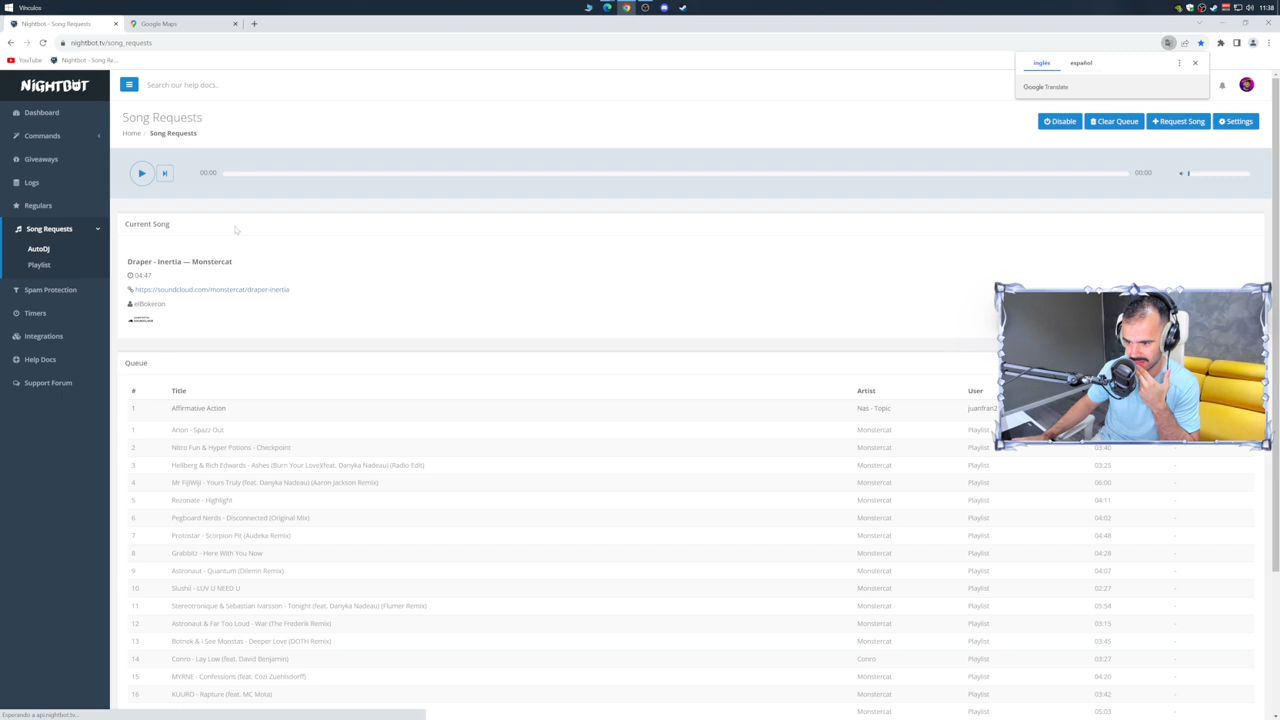 Vínculos
11:38
Nightbot - Song Requests
Google Maps
nightbot.tv/song_requests
YouTube
Nightbot - Song Re...
inglés español
Google Translate
NIGHTBOT
Search our help docs..
Dashboard
Commands
Giveaways
Logs
Regulars
Song Requests
AutoDJ
Playlist
Spam Protection
Timers
Integrations
Help Docs
Support Forum
Song Requests
Home / Song Requests
Disable Clear Queue Request Song Settings
00:00 00:00
Current Song
Draper - Inertia — Monstercat
04:47
https://soundcloud.com/monstercat/draper-inertia
elBokeron
Queue
# Title Artist User
1 Affirmative Action Nas - Topic juanfran2
1 Arion - Spazz Out Monstercat Playlist
2 Nitro Fun & Hyper Potions - Checkpoint Monstercat Playlist 03:40 -
3 Hellberg & Rich Edwards - Ashes (Burn Your Love)(feat. Danyka Nadeau) (Radio Edit) Monstercat Playlist 03:25 -
4 Mr FijiWiji - Yours Truly (feat. Danyka Nadeau) (Aaron Jackson Remix) Monstercat Playlist 06:00 -
5 Rezonate - Highlight Monstercat Playlist 04:11 -
6 Pegboard Nerds - Disconnected (Original Mix) Monstercat Playlist 04:02 -
7 Protostar - Scorpion Pit (Audeka Remix) Monstercat Playlist 04:48 -
8 Grabbitz - Here With You Now Monstercat Playlist 04:28 -
9 Astronaut - Quantum (Dilemn Remix) Monstercat Playlist 04:07 -
10 Slushii - LUV U NEED U Monstercat Playlist 02:27 -
11 Stereotronique & Sebastian Ivarsson - Tonight (feat. Danyka Nadeau) (Flumer Remix) Monstercat Playlist 05:54 -
12 Astronaut & Far Too Loud - War (The Frederik Remix) Monstercat Playlist 03:15 -
13 Botnek & I See Monstas - Deeper Love (DOTH Remix) Monstercat Playlist 03:45 -
14 Conro - Lay Low (feat. David Benjamin) Conro Playlist 03:27 -
15 MYRNE - Confessions (feat. Cozi Zuehlsdorff) Monstercat Playlist 04:20 -
16 KUURO - Rapture (feat. MC Mota) Monstercat Playlist 03:42 -
Monstercat Playlist 05:03 -
Esperando a api.nightbot.tv...